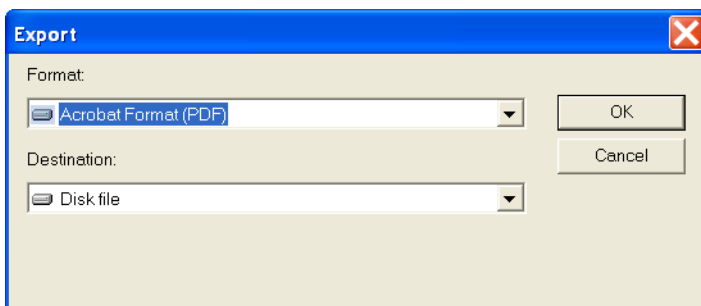 Export
Format:
Acrobat Format (PDF)
OK
Destination:
Cancel
Disk file